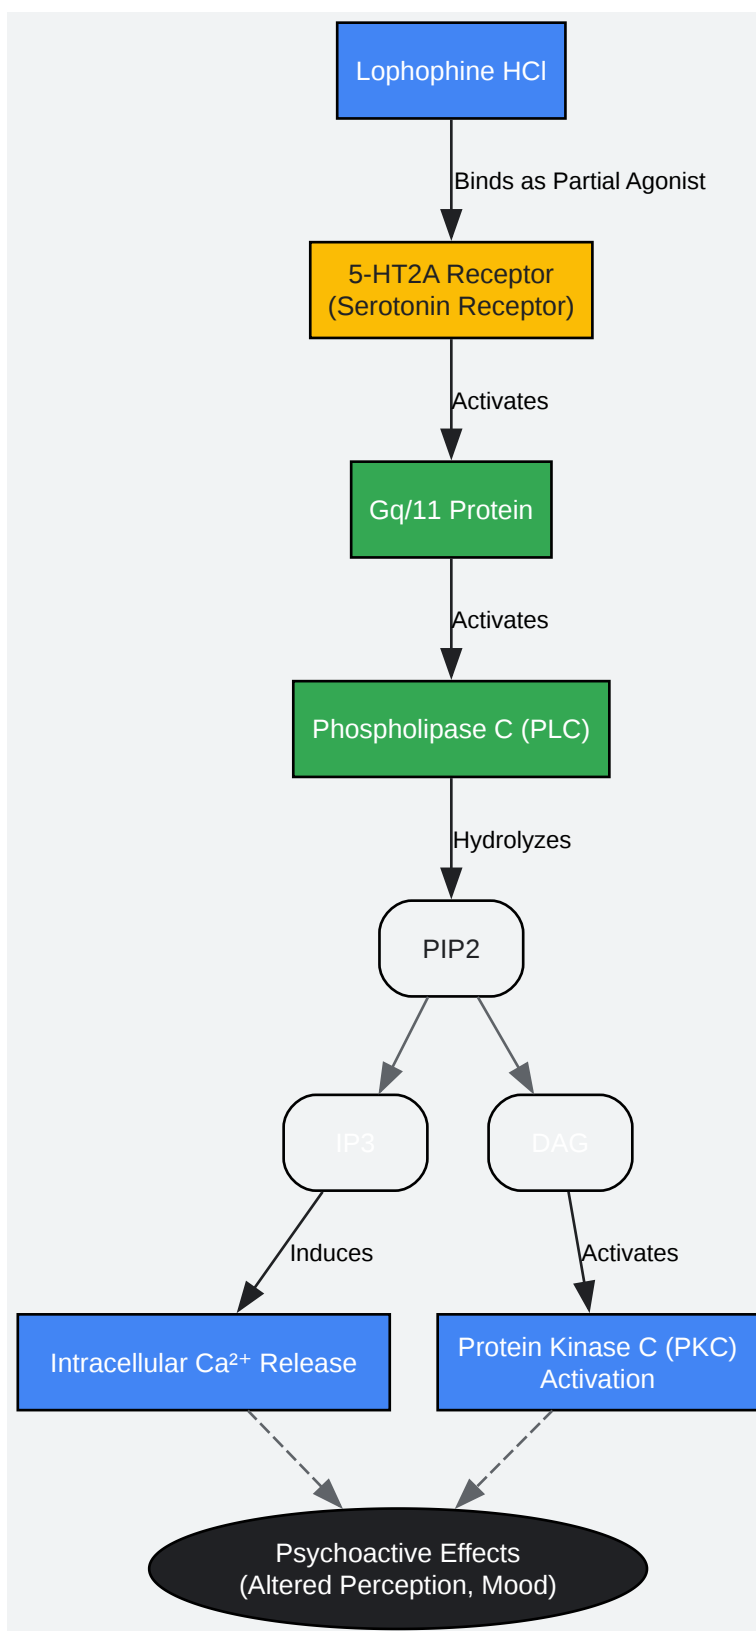 Lophophine HCl
Binds as Partial Agonist
5-HT2A Receptor
(Serotonin Receptor)
Activates
Gq/11 Protein
Activates
Phospholipase C (PLC)
Hydrolyzes
PIP2
IP3
DAG
Induces
Activates
Intracellular Ca²⁺ Release
Protein Kinase C (PKC)
Activation
Psychoactive Effects
(Altered Perception, Mood)